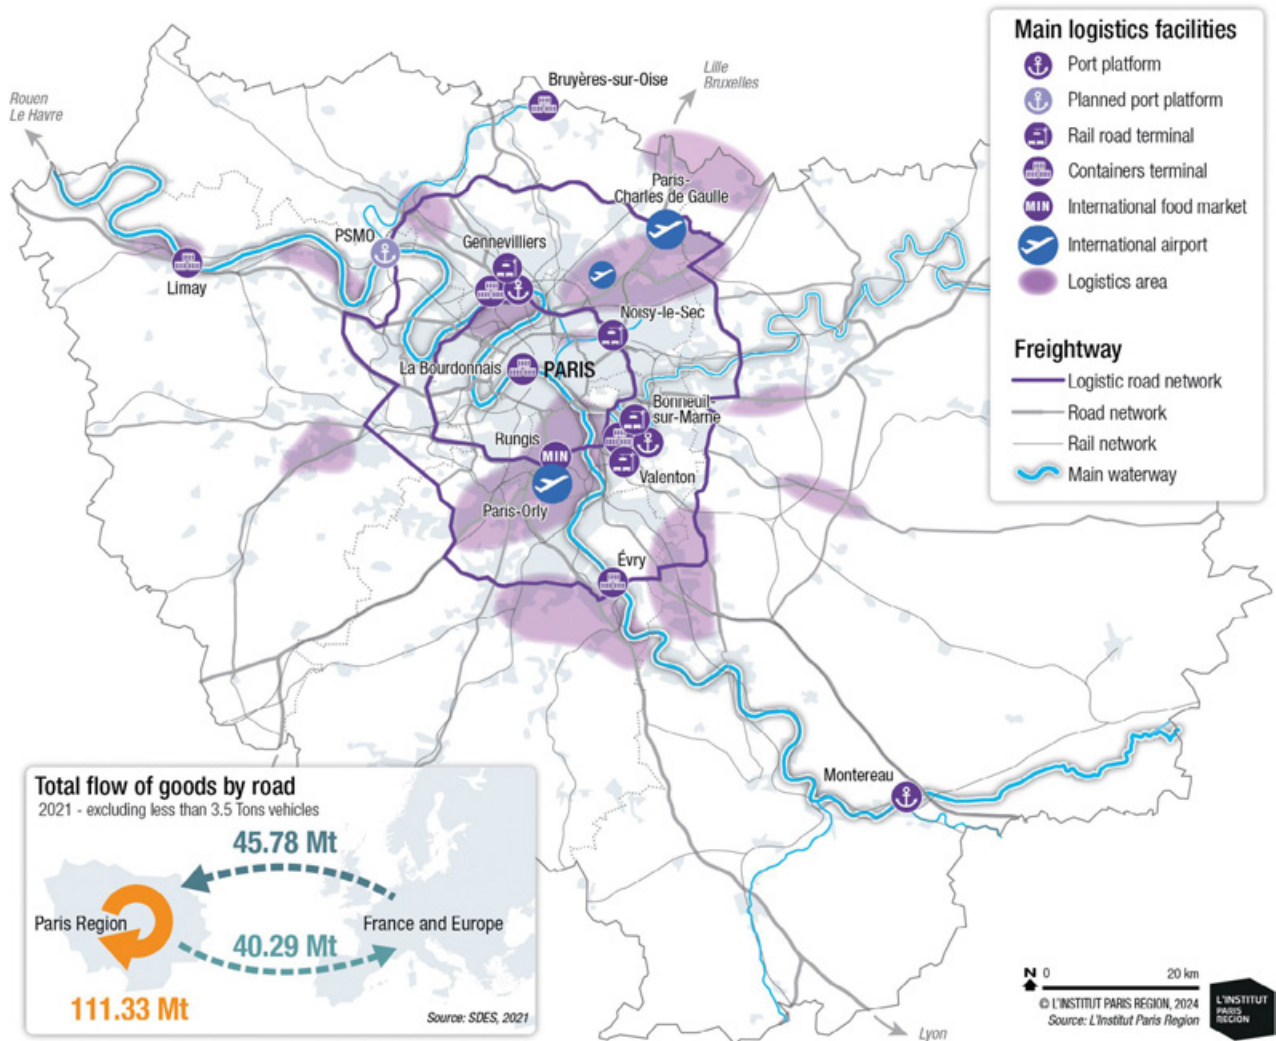 Rouen
Le Havre
Bruyères-sur-Oise
Lille
Bruxelles
Paris-
Charles de Gaulle
PSMO
Gennevilliers
Limay
Noisy-le-Sec
La Bourdonnais
PARIS
Bonneuil-
sur-Marne
Rungis
MIN
Valenton
Paris-Orly
Évry
Montereau
Lyon
Main logistics facilities
Port platform
Planned port platform
Rail road terminal
Containers terminal
MIN
International food market
International airport
Logistics area
Freightway
Logistic road network
Road network
Rail network
Main waterway
Total flow of goods by road
2021 - excluding less than 3.5 Tons vehicles
45.78 Mt
Paris Region
France and Europe
40.29 Mt
111.33 Mt
Source: SDES, 2021
N 0 20 km
© L'INSTITUT PARIS REGION, 2024
Source: L'Institut Paris Region
L'INSTITUT
PARIS
REGION